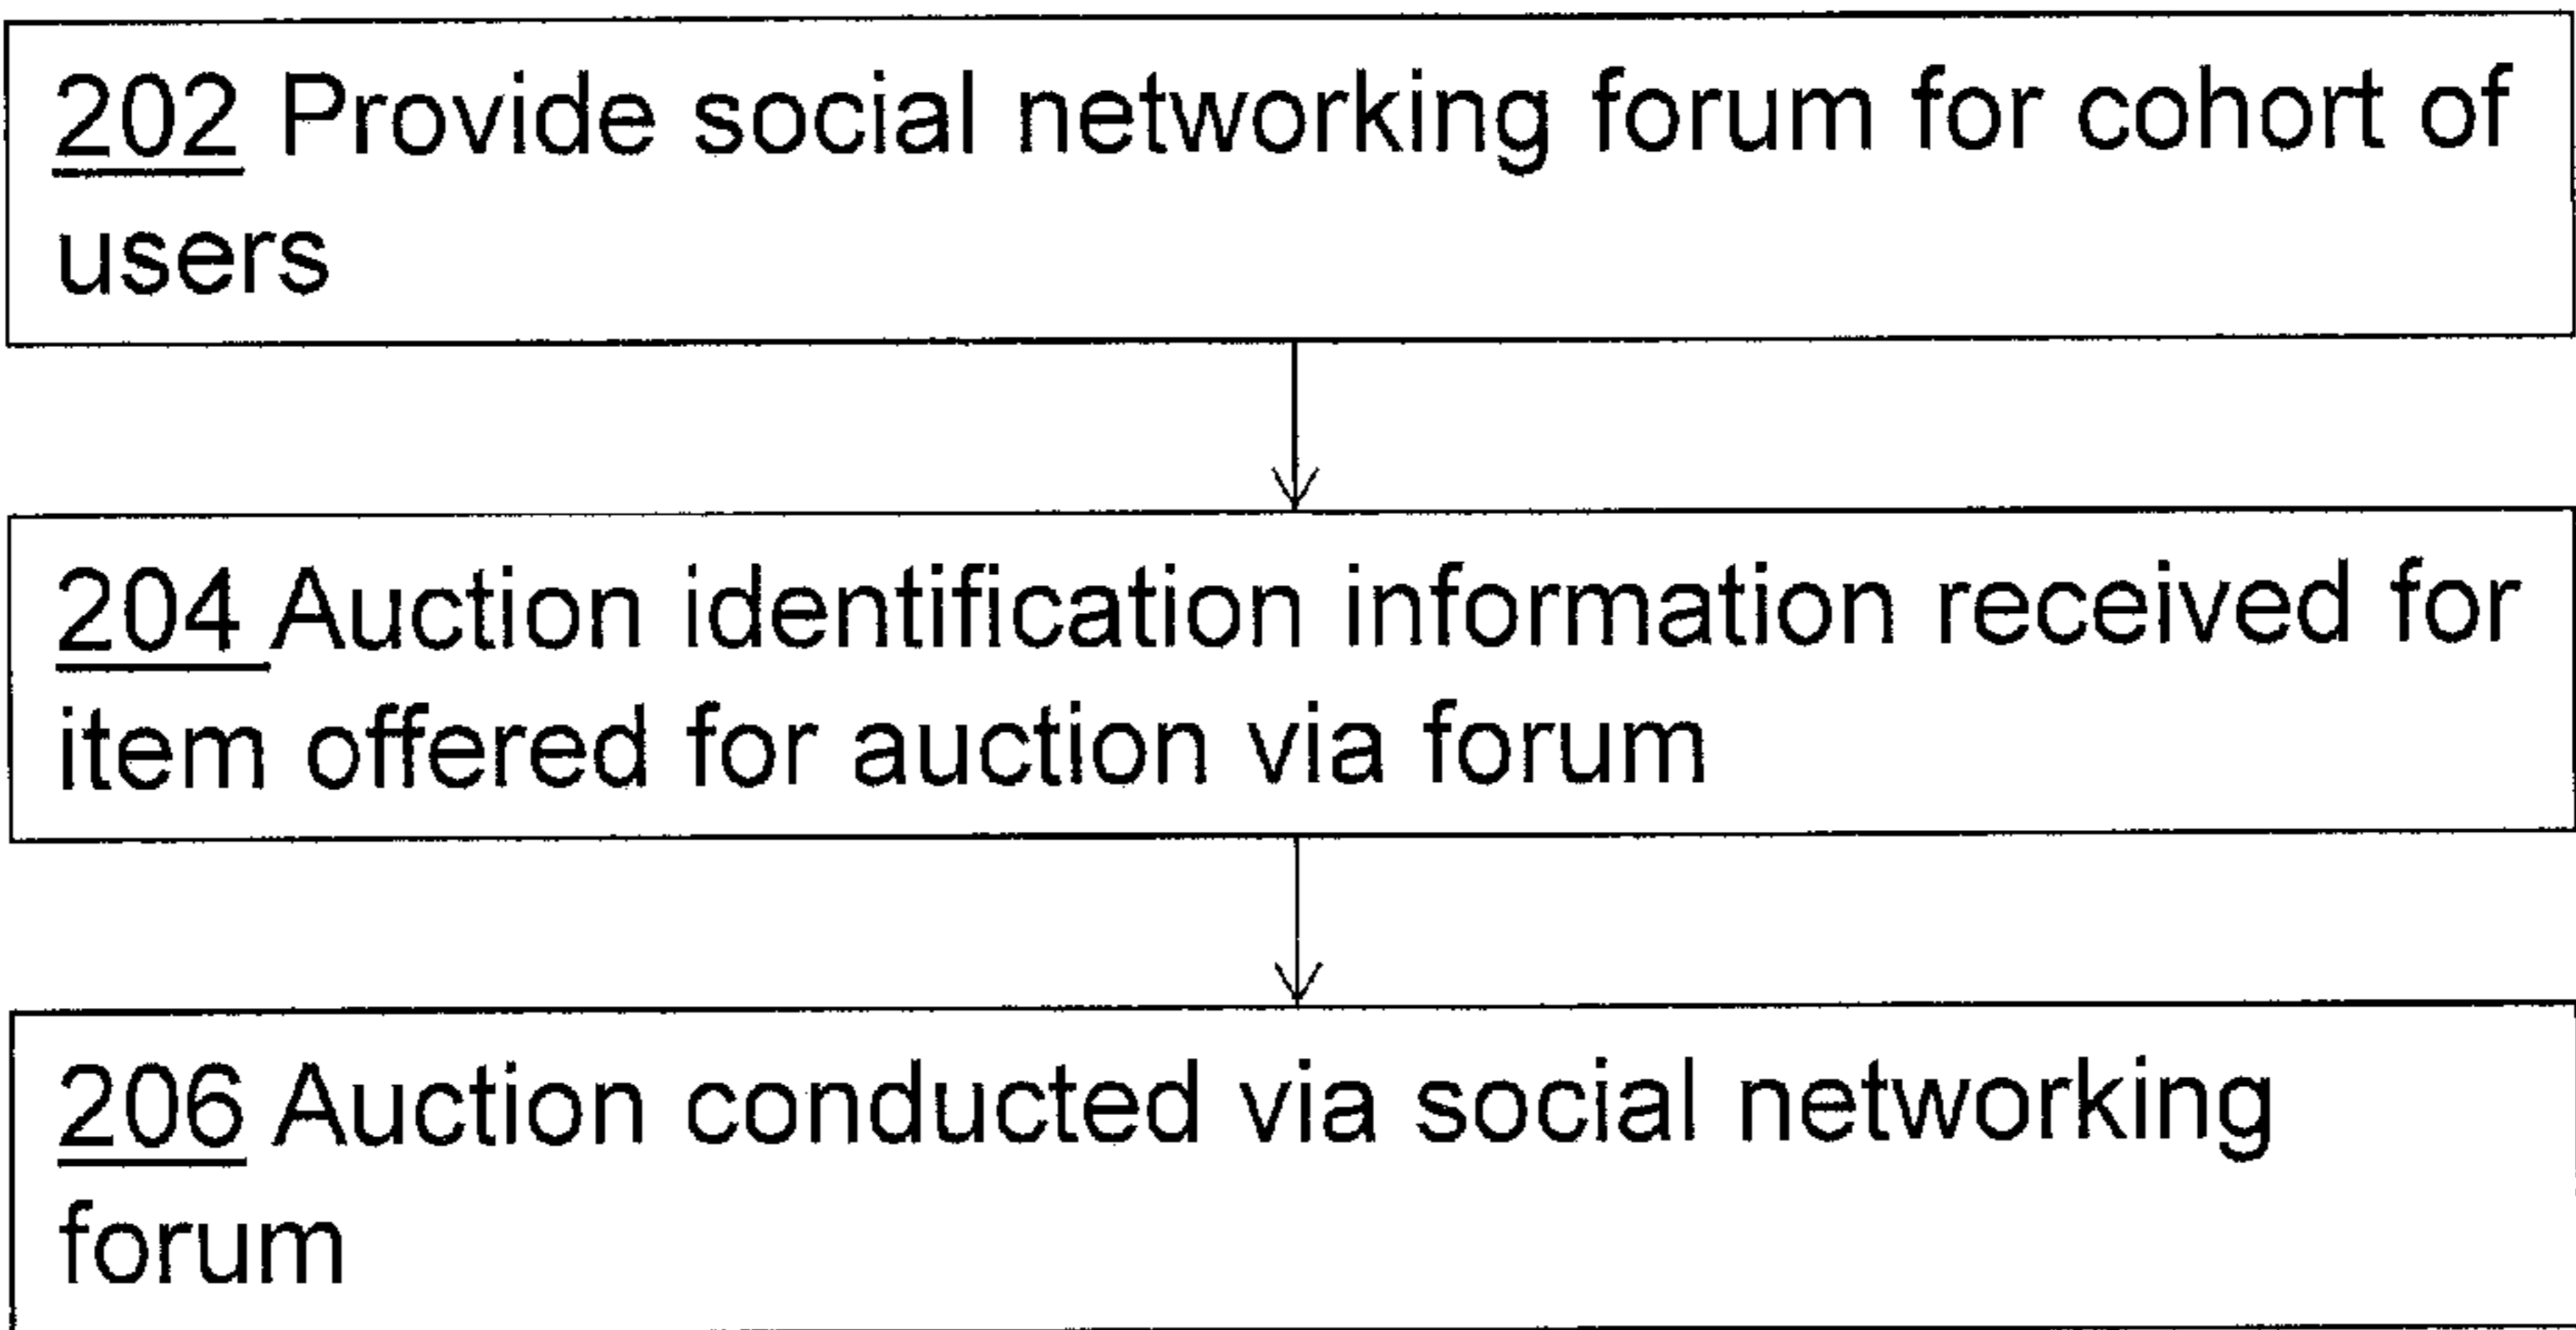 202 Provide social networking forum for cohort of
users
204 Auction identification information received for
item offered for auction via forum
206 Auction conducted via social networking
forum